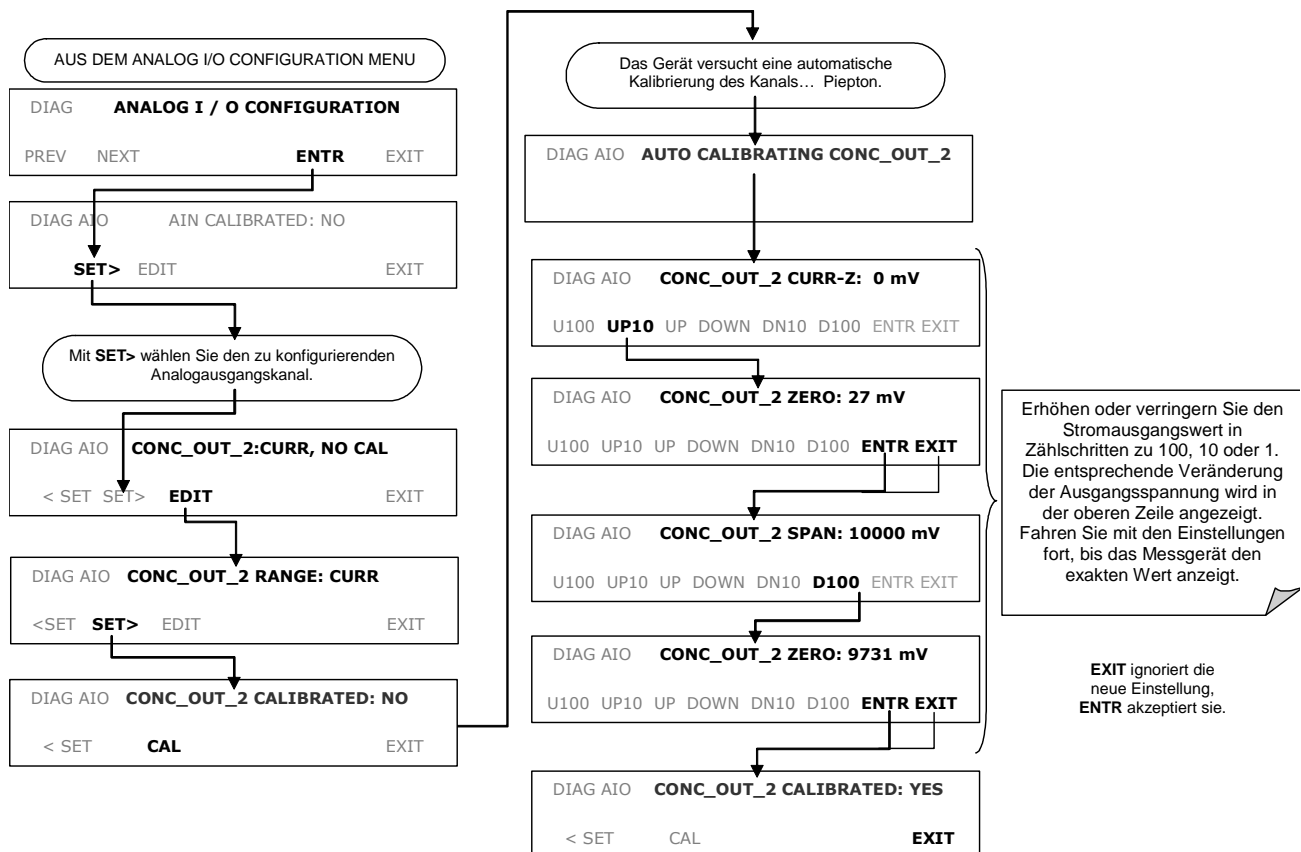 AUS DEM ANALOG I/O CONFIGURATION MENU
DIAG ANALOG I / O CONFIGURATION
PREV NEXT ENTR EXIT
DIAG AIO AIN CALIBRATED: NO
SET> EDIT EXIT
Mit SET> wählen Sie den zu konfigurierenden
Analogausgangskanal.
DIAG AIO CONC_OUT_2:CURR, NO CAL
< SET SET> EDIT EXIT
DIAG AIO CONC_OUT_2 RANGE: CURR
<SET SET> EDIT EXIT
DIAG AIO CONC_OUT_2 CALIBRATED: NO
< SET CAL EXIT
Das Gerät versucht eine automatische
Kalibrierung des Kanals… Piepton.
DIAG AIO AUTO CALIBRATING CONC_OUT_2
DIAG AIO CONC_OUT_2 CURR-Z: 0 mV
U100 UP10 UP DOWN DN10 D100 ENTR EXIT
DIAG AIO CONC_OUT_2 ZERO: 27 mV
U100 UP10 UP DOWN DN10 D100 ENTR EXIT
DIAG AIO CONC_OUT_2 SPAN: 10000 mV
U100 UP10 UP DOWN DN10 D100 ENTR EXIT
DIAG AIO CONC_OUT_2 ZERO: 9731 mV
U100 UP10 UP DOWN DN10 D100 ENTR EXIT
DIAG AIO CONC_OUT_2 CALIBRATED: YES
< SET CAL EXIT
Erhöhen oder verringern Sie den
Stromausgangswert in
Zählschritten zu 100, 10 oder 1.
Die entsprechende Veränderung
der Ausgangsspannung wird in
der oberen Zeile angezeigt.
Fahren Sie mit den Einstellungen
fort, bis das Messgerät den
exakten Wert anzeigt.
EXIT ignoriert die
neue Einstellung,
ENTR akzeptiert sie.